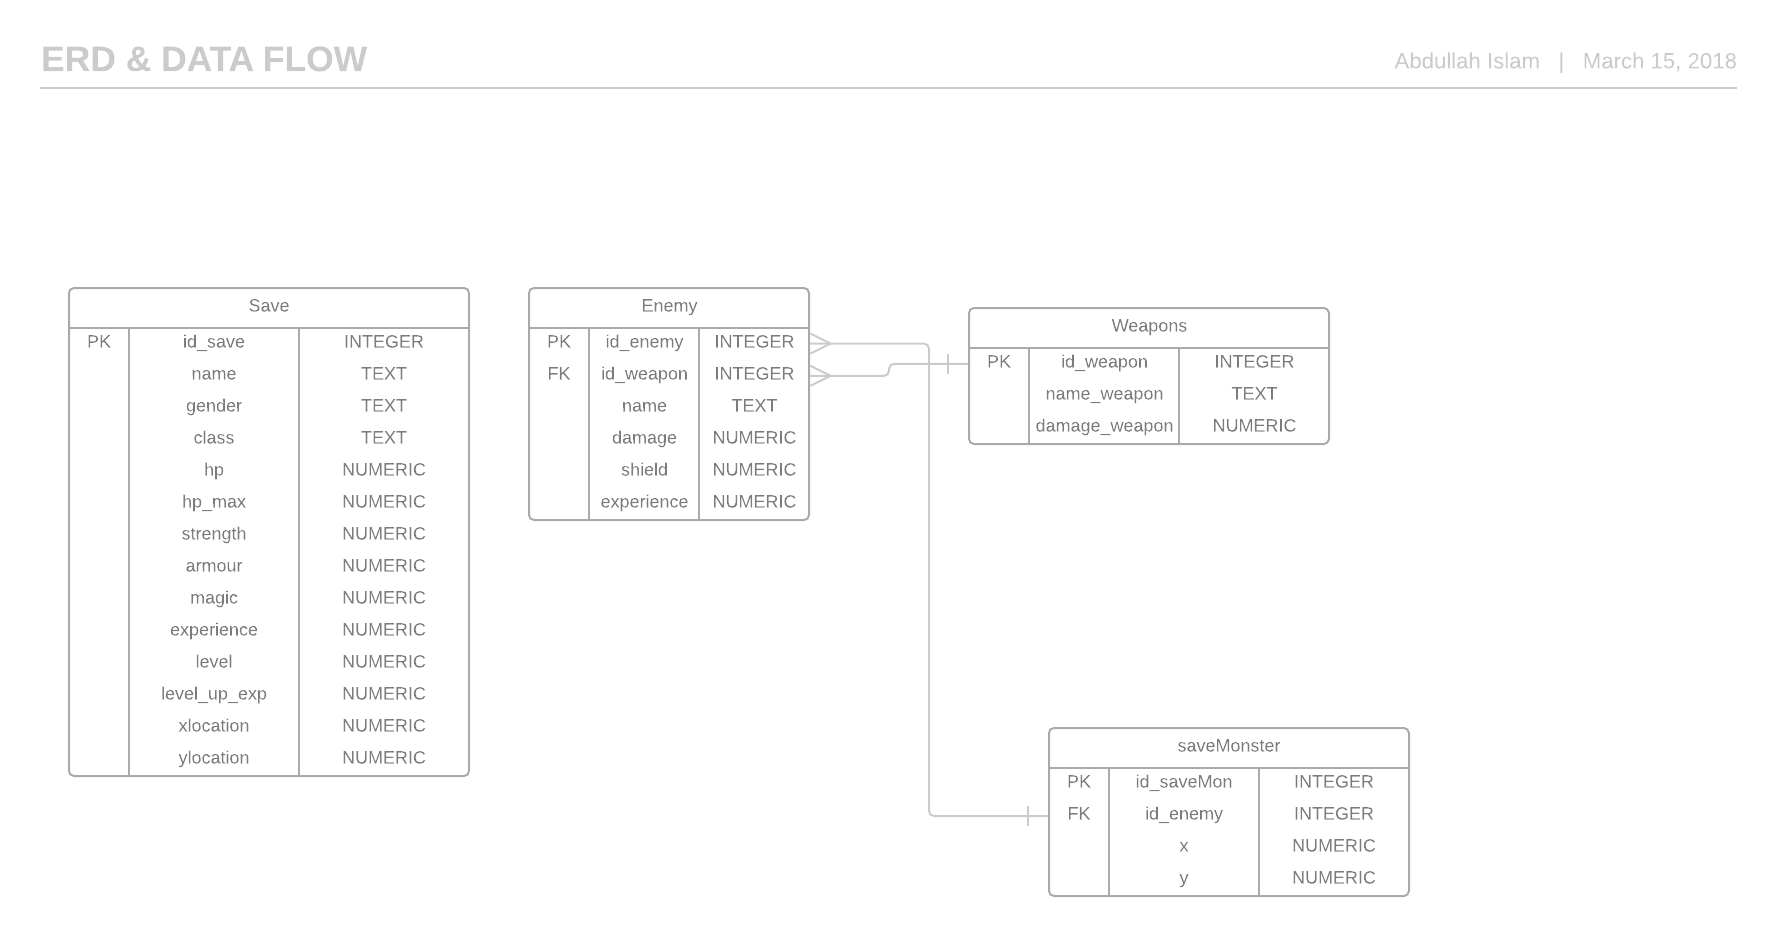 ERD & DATA FLOW
Abdullah Islam | March 15, 2018
Save
PK id_save INTEGER
name TEXT
gender TEXT
class TEXT
hp NUMERIC
hp_max NUMERIC
strength NUMERIC
armour NUMERIC
magic NUMERIC
experience NUMERIC
level NUMERIC
level_up_exp NUMERIC
xlocation NUMERIC
ylocation NUMERIC
Enemy
PK id_enemy INTEGER
FK id_weapon INTEGER
name TEXT
damage NUMERIC
shield NUMERIC
experience NUMERIC
Weapons
PK id_weapon INTEGER
name_weapon TEXT
damage_weapon NUMERIC
saveMonster
PK id_saveMon INTEGER
FK id_enemy INTEGER
x NUMERIC
y NUMERIC